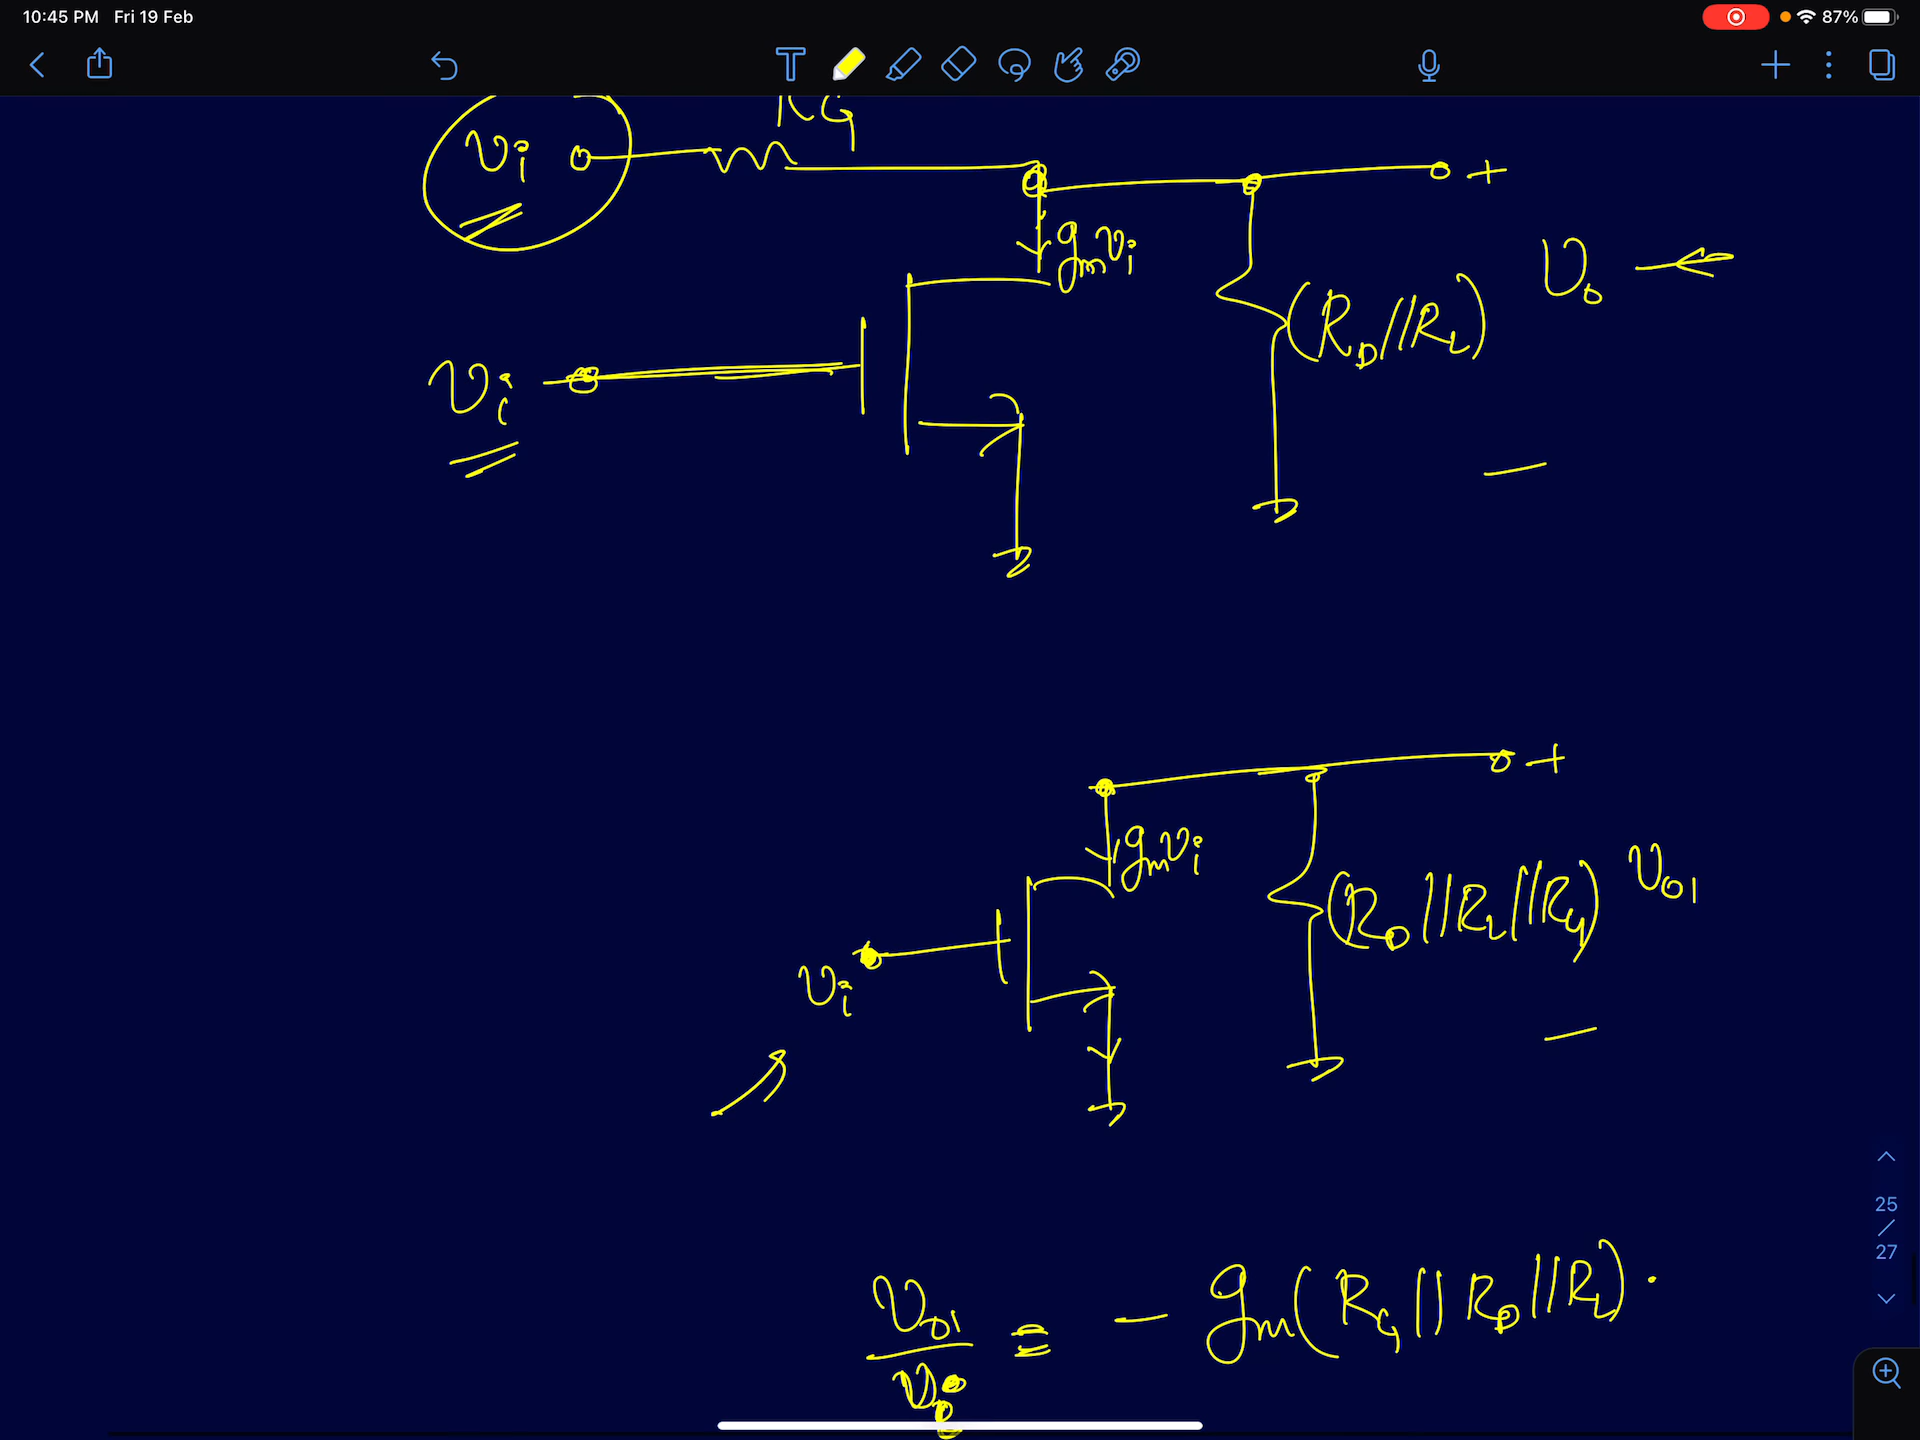 10:45 PM Fri 19 Feb
87%
RG
vi
+
gmvi
vo
(RD//RL)
vi
—
+
gmvi
vo1
(RD//RL//RG)
vi
—
25
/
27
vo1/vi = - gm(RG//RD//RL).